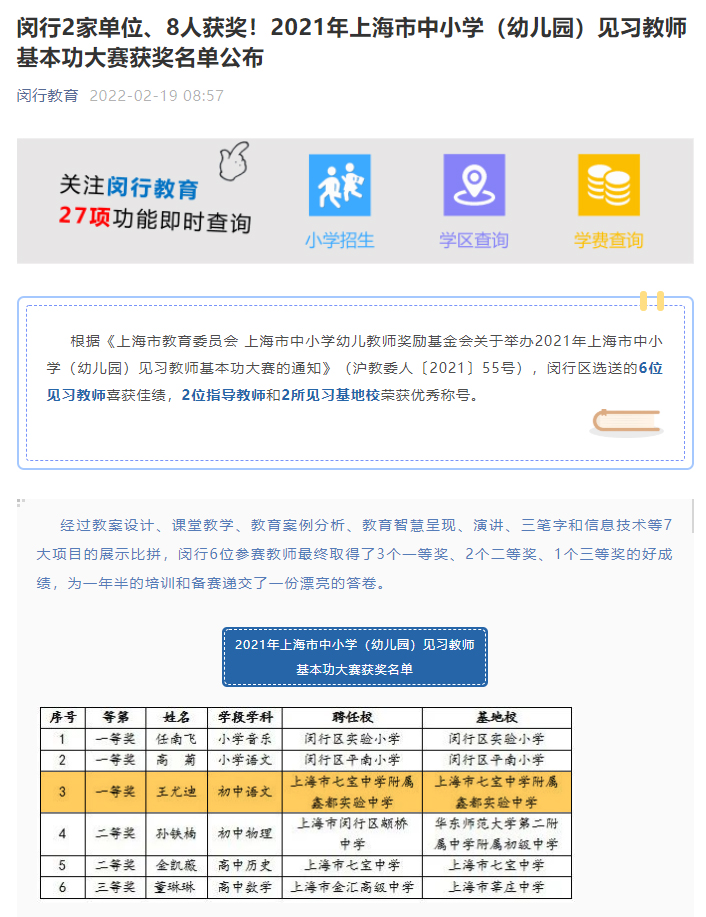 闵行2家单位、8人获奖！2021年上海市中小学（幼儿园）见习教师
基本功大赛获奖名单公布
闵行教育 2022-02-19 08:57
关注闵行教育
27项功能即时查询
小学招生 学区查询 学费查询
根据《上海市教育委员会 上海市中小学幼儿教师奖励基金会关于举办2021年上海市中小
学（幼儿园）见习教师基本功大赛的通知》（沪教委人〔2021〕55号），闵行区选送的6位
见习教师喜获佳绩，2位指导教师和2所见习基地校荣获优秀称号。
经过教案设计、课堂教学、教育案例分析、教育智慧呈现、演讲、三笔字和信息技术等7
大项目的展示比拼，闵行6位参赛教师最终取得了3个一等奖、2个二等奖、1个三等奖的好成
绩，为一年半的培训和备赛递交了一份漂亮的答卷。
2021年上海市中小学（幼儿园）见习教师
基本功大赛获奖名单
序号 等第 姓名 学段学科 聘任校 基地校
1 一等奖 任南飞 小学音乐 闵行区实验小学 闵行区实验小学
2 一等奖 高 菊 小学语文 闵行区平南小学 闵行区平南小学
3 一等奖 王尤迪 初中语文 上海市七宝中学附属 上海市七宝中学附属
鑫都实验中学 鑫都实验中学
4 二等奖 孙铁楠 初中物理 上海市闵行区颛桥 华东师范大学第二附
中学 属中学附属初级中学
5 二等奖 金凯薇 高中历史 上海市七宝中学 上海市七宝中学
6 三等奖 董琳琳 高中数学 上海市金汇高级中学 上海市莘庄中学